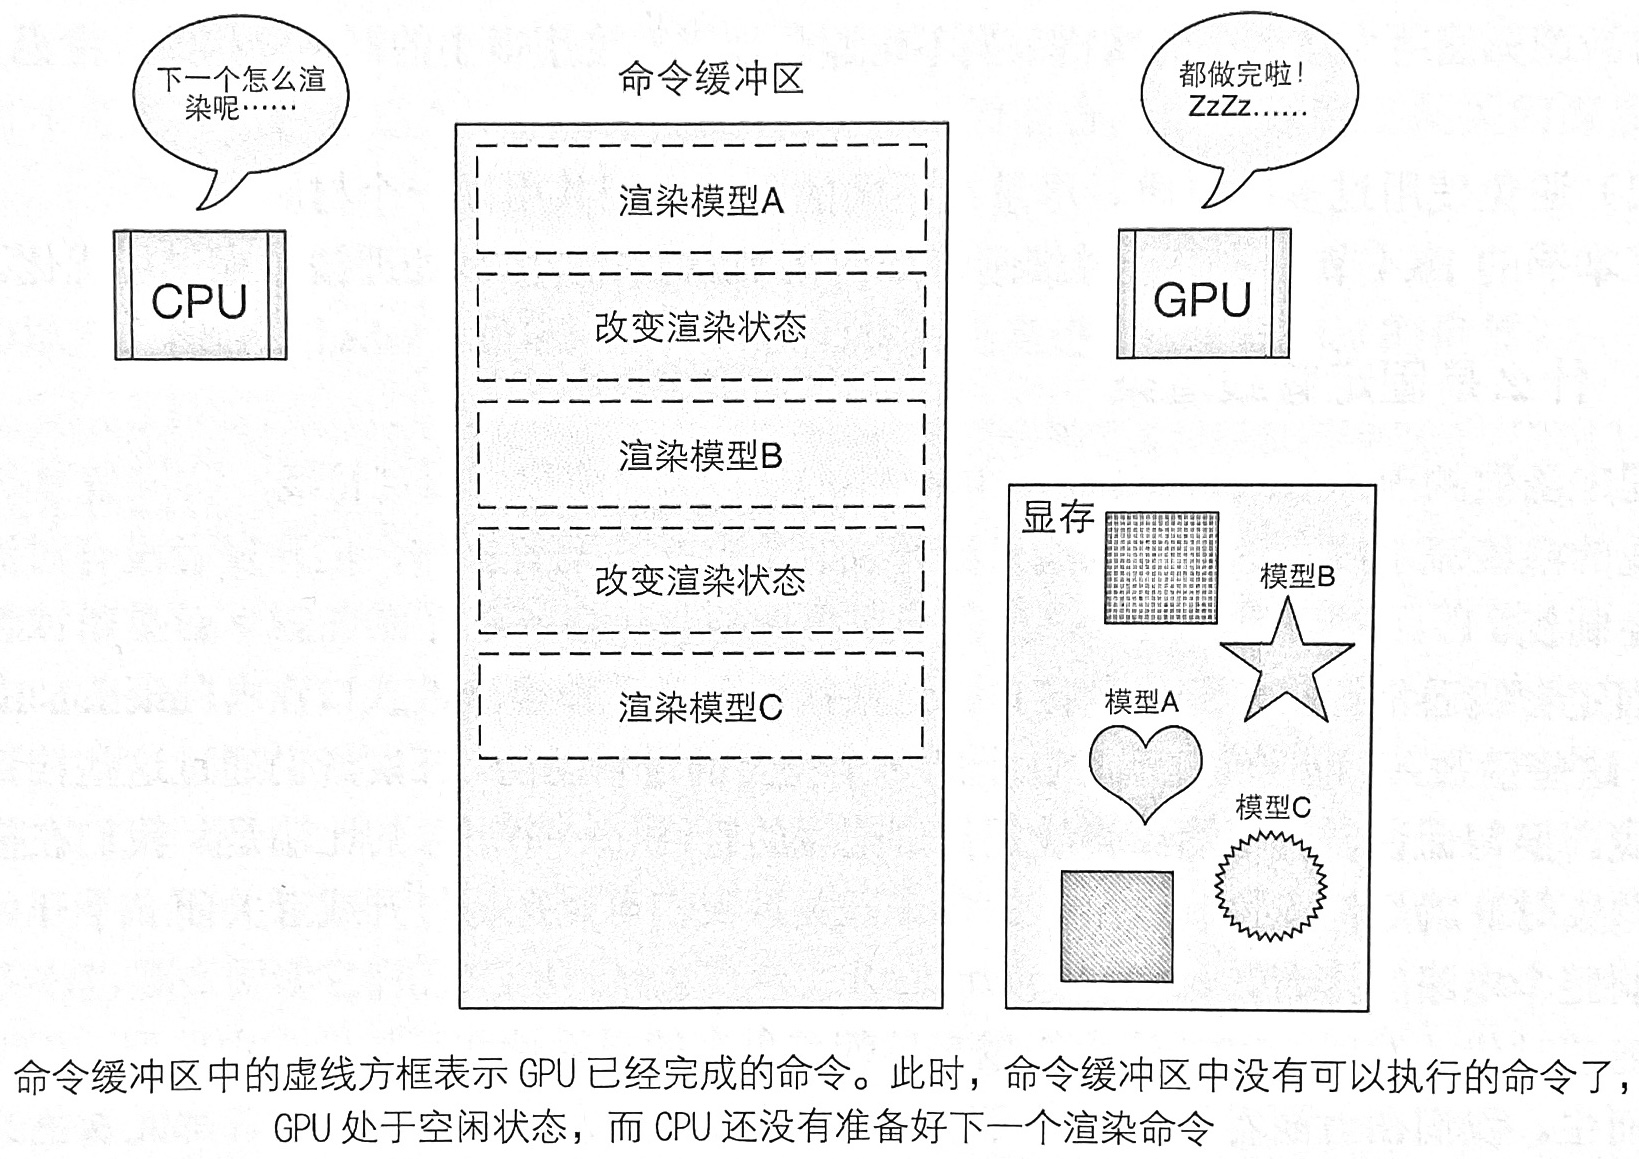 下一个怎么渲
染呢……
命令缓冲区
都做完啦！
ZzZz……
CPU
GPU
渲染模型A
改变渲染状态
渲染模型B
改变渲染状态
渲染模型C
显存
模型B
模型A
模型C
命令缓冲区中的虚线方框表示 GPU 已经完成的命令。此时，命令缓冲区中没有可以执行的命令了，
GPU 处于空闲状态，而 CPU 还没有准备好下一个渲染命令